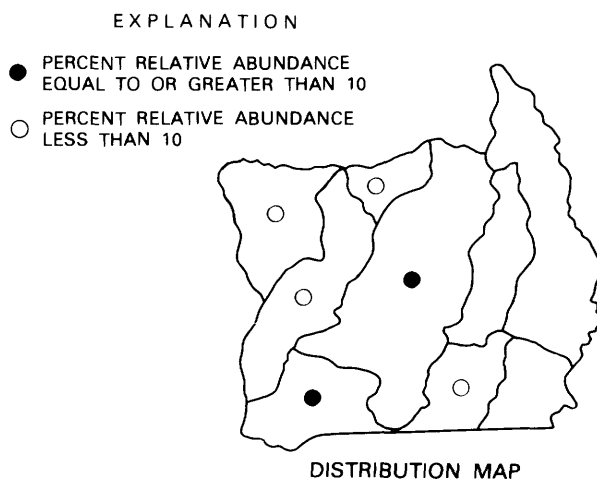 EXPLANATION
PERCENT RELATIVE ABUNDANCE
EQUAL TO OR GREATER THAN 10
PERCENT RELATIVE ABUNDANCE
LESS THAN 10
DISTRIBUTION MAP